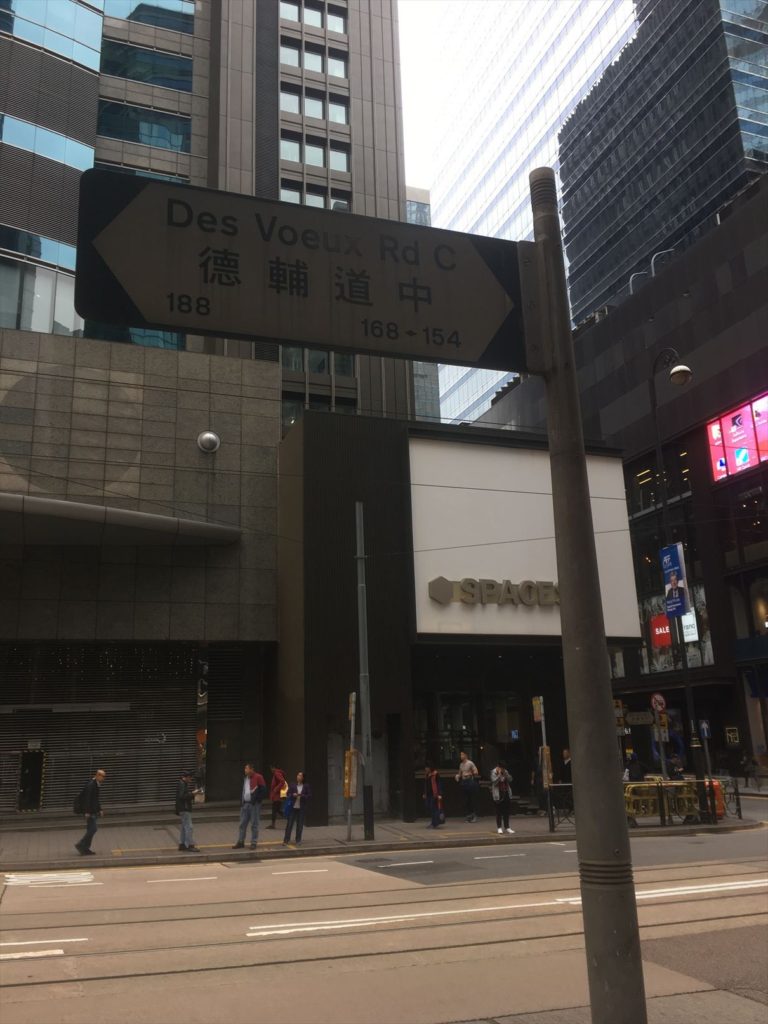 Des Voeux Rd C
德輔道中
188
168-154
SPACES
SALE